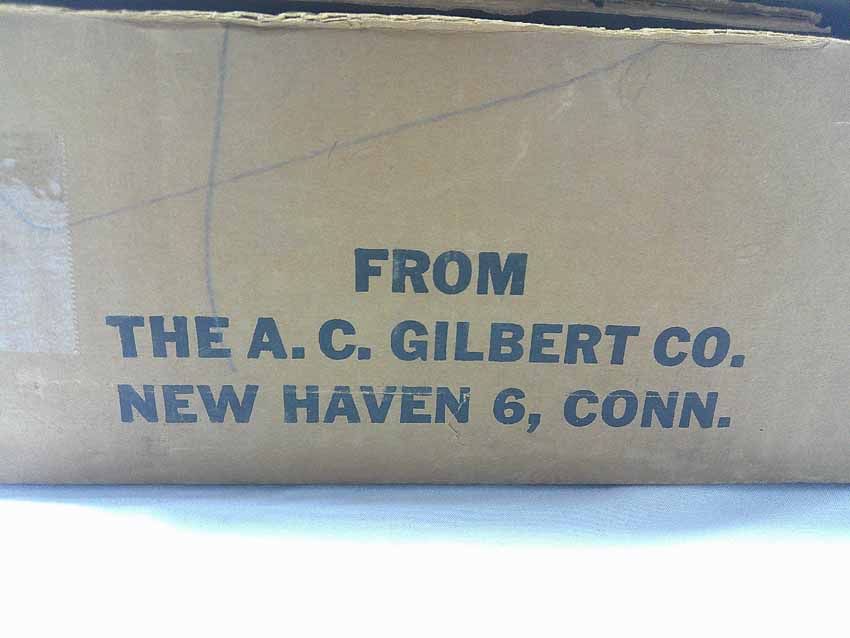 FROM
THE A. C. GILBERT CO.
NEW HAVEN 6, CONN.